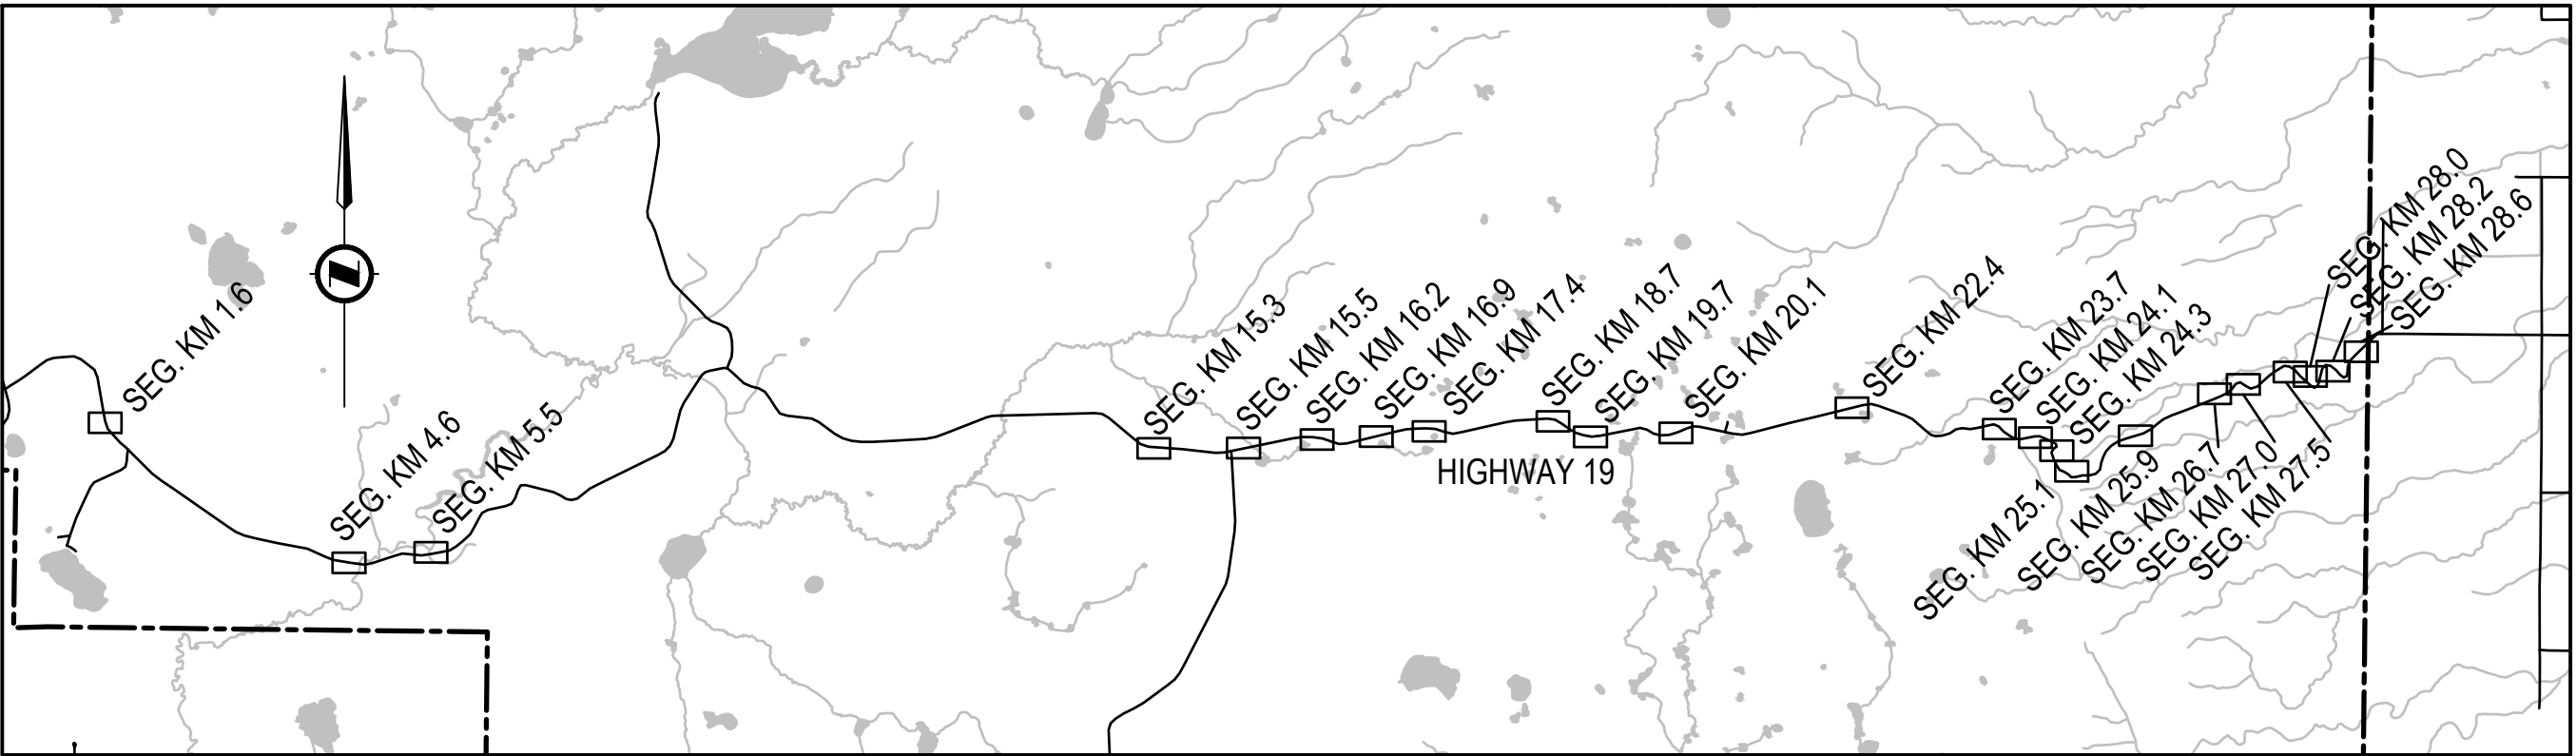 SEG. KM 1.6
SEG. KM 4.6
SEG. KM 5.5
SEG. KM 15.3
SEG. KM 15.5
SEG. KM 16.2
SEG. KM 16.9
SEG. KM 17.4
SEG. KM 18.7
SEG. KM 19.7
SEG. KM 20.1
SEG. KM 22.4
SEG. KM 23.7
SEG. KM 24.1
SEG. KM 24.3
SEG. KM 28.0
SEG. KM 28.2
SEG. KM 28.6
HIGHWAY 19
SEG. KM 25.1
SEG. KM 25.9
SEG. KM 26.7
SEG. KM 27.0
SEG. KM 27.5